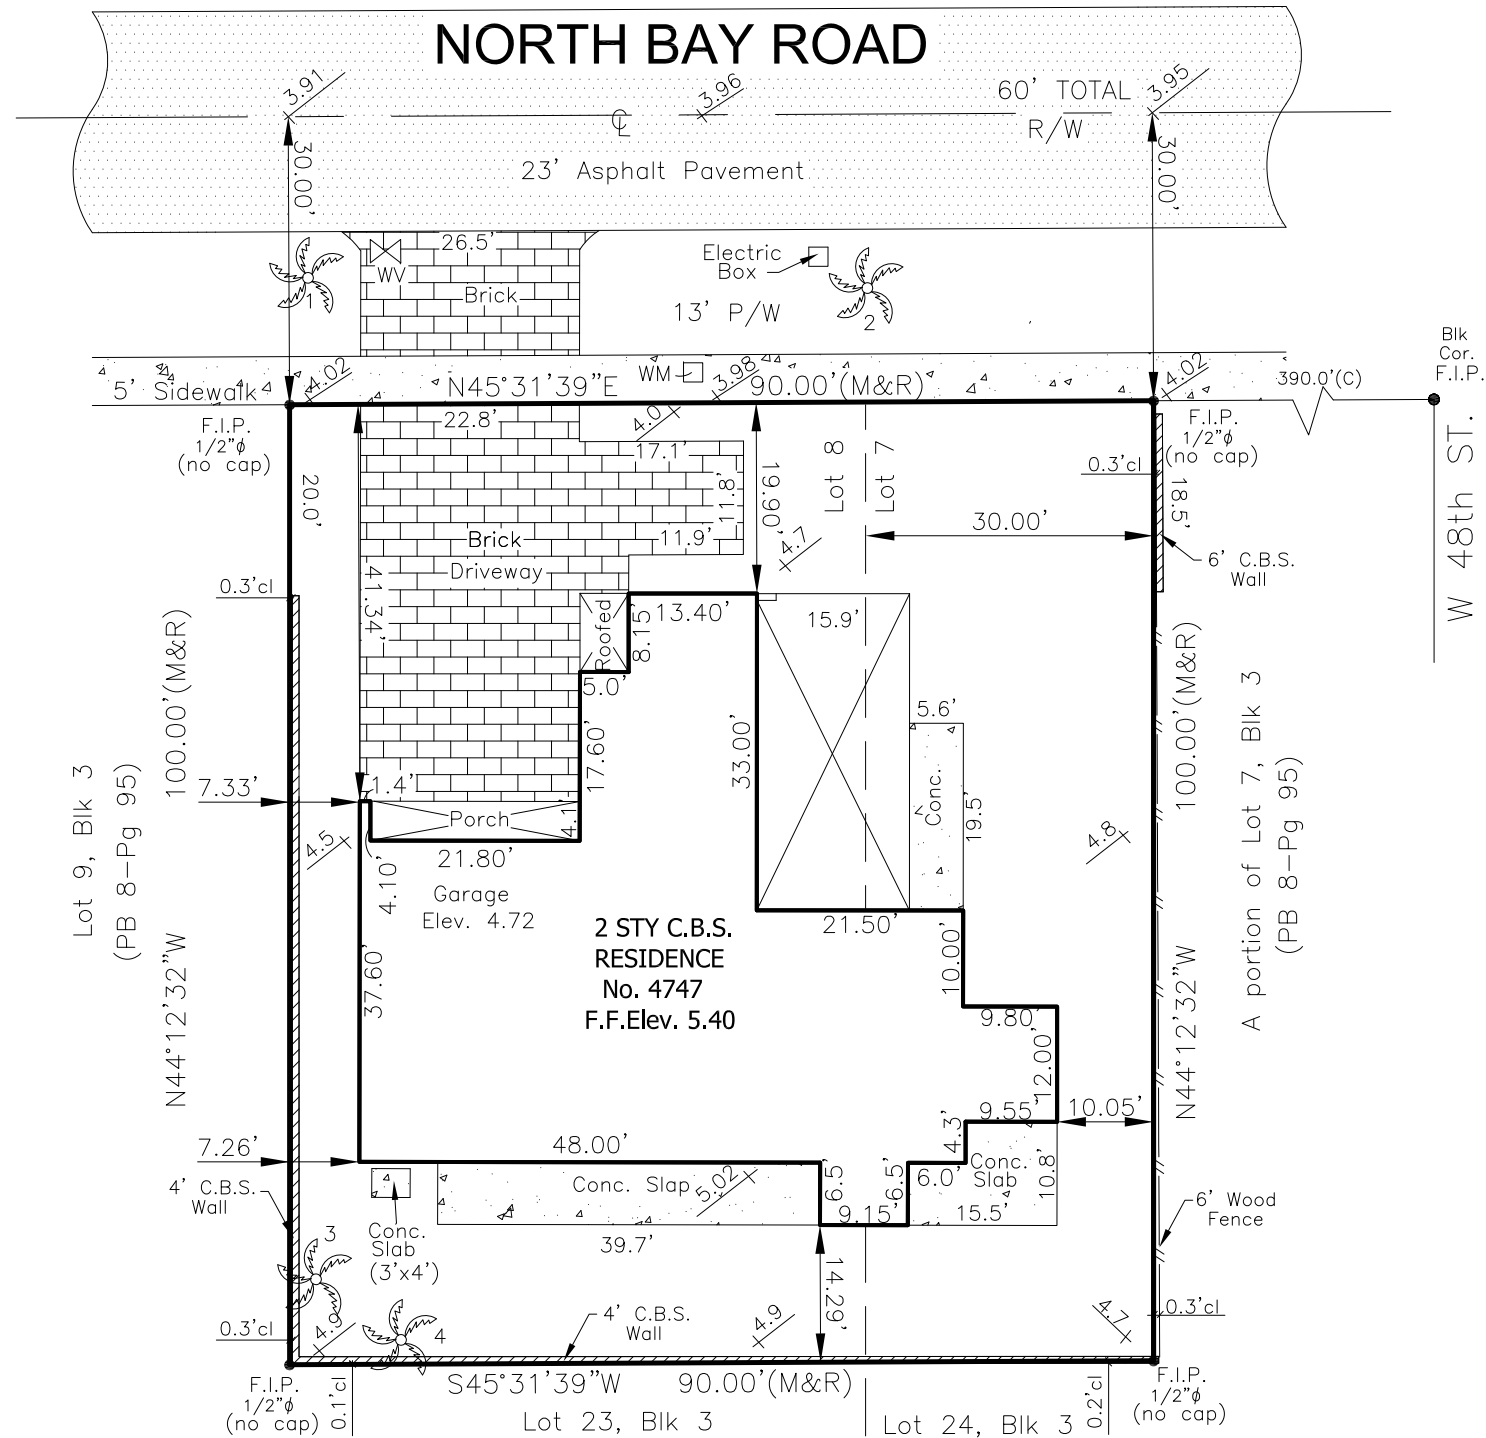 NORTH BAY ROAD
3.91
3.96
60' TOTAL
R/W
3.95
30.00'
30.00'
23' Asphalt Pavement
26.5'
WV
Brick
1
Electric
Box
13' P/W
2
Blk
Cor.
F.I.P.
WM
5' Sidewalk
4.02
N45°31'39"E
3.98
90.00'(M&R)
4.02
390.0'(C)
F.I.P.
1/2"ϕ
(no cap)
22.8'
4.0
17.1'
F.I.P.
1/2"ϕ
(no cap)
W 48th ST.
20.0'
11.8'
19.90'
Lot 8
Lot 7
0.3'cl
18.5'
30.00'
Brick
Driveway
11.9'
4.7
6' C.B.S.
Wall
0.3'cl
41.34'
Roofed
8.15'
13.40'
15.9'
5.0'
100.00'(M&R)
100.00'(M&R)
17.60'
33.00'
5.6'
Conc.
19.5'
Lot 9, Blk 3
(PB 8-Pg 95)
A portion of Lot 7, Blk 3
(PB 8-Pg 95)
7.33'
1.4'
Porch
4.1'
4.5
21.80'
4.10'
4.8
Garage
Elev. 4.72
2 STY C.B.S.
RESIDENCE
No. 4747
F.F.Elev. 5.40
21.50'
10.00'
37.60'
N44°12'32"W
N44°12'32"W
9.80'
12.00'
9.55'
10.05'
4.3'
7.26'
48.00'
4' C.B.S.
Wall
Conc. Slap
5.02
6.5'
6.5'
6.0'
Conc.
Slab
10.8'
9.15'
15.5'
6' Wood
Fence
3
Conc.
Slab
(3'x4')
39.7'
14.29'
0.3'cl
4.9
4
4' C.B.S.
Wall
4.9
4.7
0.3'cl
F.I.P.
1/2"ϕ
(no cap)
0.1'cl
S45°31'39"W
90.00'(M&R)
0.2'cl
F.I.P.
1/2"ϕ
(no cap)
Lot 23, Blk 3
Lot 24, Blk 3